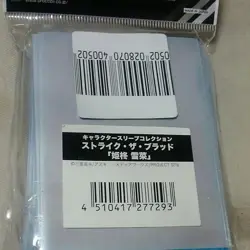 0502 028070 400502
キャラクタースリーブコレクション
ストライク・ザ・ブラッド
『姫柊 雪菜』
4 510417 277293